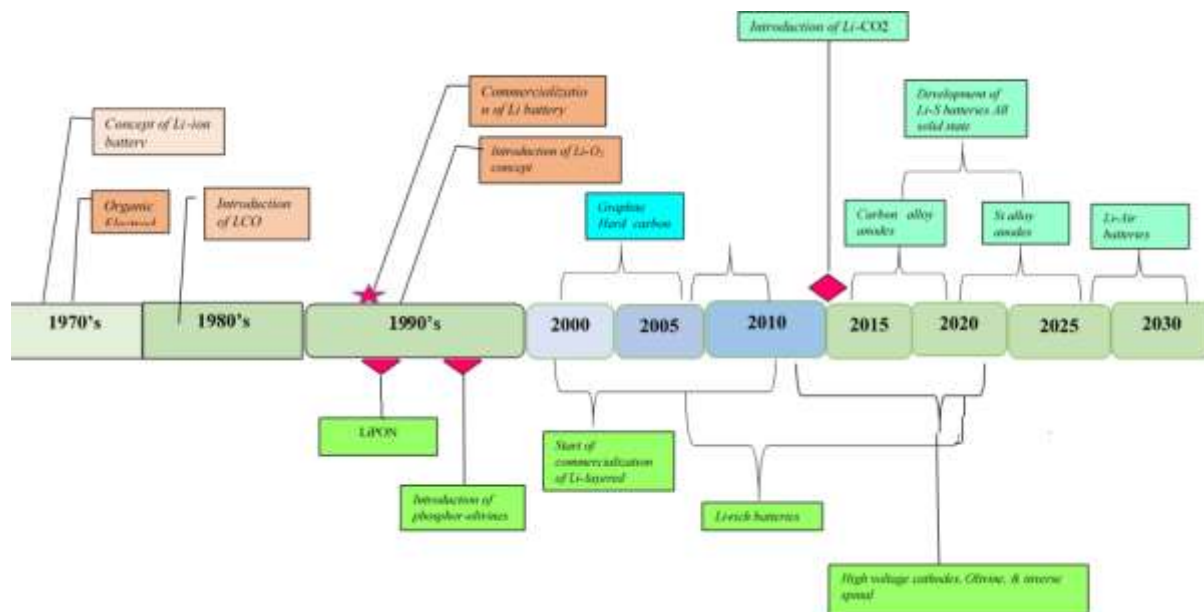 Introduction of Li-CO2
Commercializatio
n of Li battery
Development of
Li-S batteries All
solid state
Concept of Li-ion
battery
Introduction of Li-O2
concept
Organic
Introduction
of LCO
Graphite
Hard carbon
Carbon alloy
anodes
Si alloy
anodes
Li-Air
batteries
1970's
1980's
1990's
2000
2005
2010
2015
2020
2025
2030
LiPON
Start of
commercialization
of Li-layered
Introduction of
phosphor-olivines
Li-rich batteries
High voltage cathodes, Olivine, & inverse
spinal